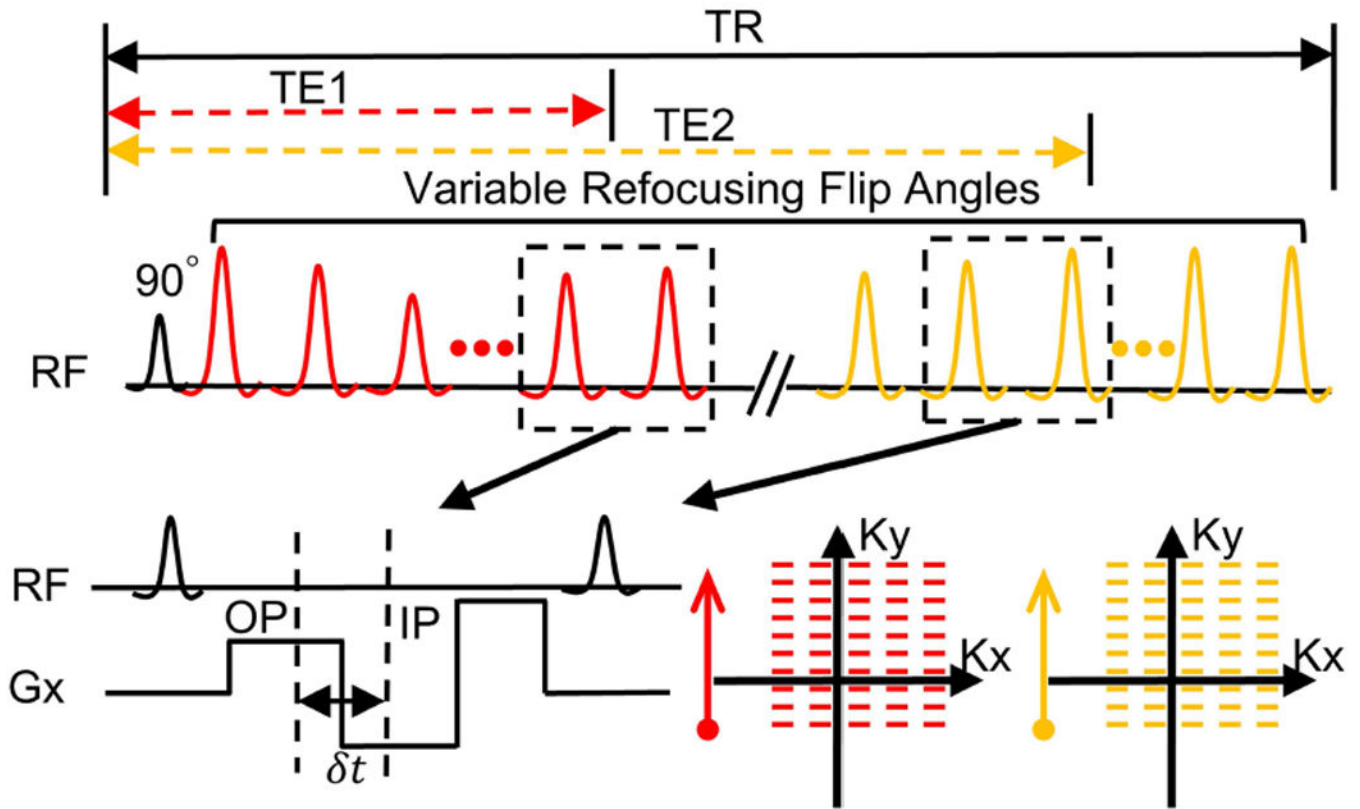 TR
TE1
TE2
Variable Refocusing Flip Angles
90°
RF
RF
OP
IP
Gx
δt
Ky
Kx
Ky
Kx